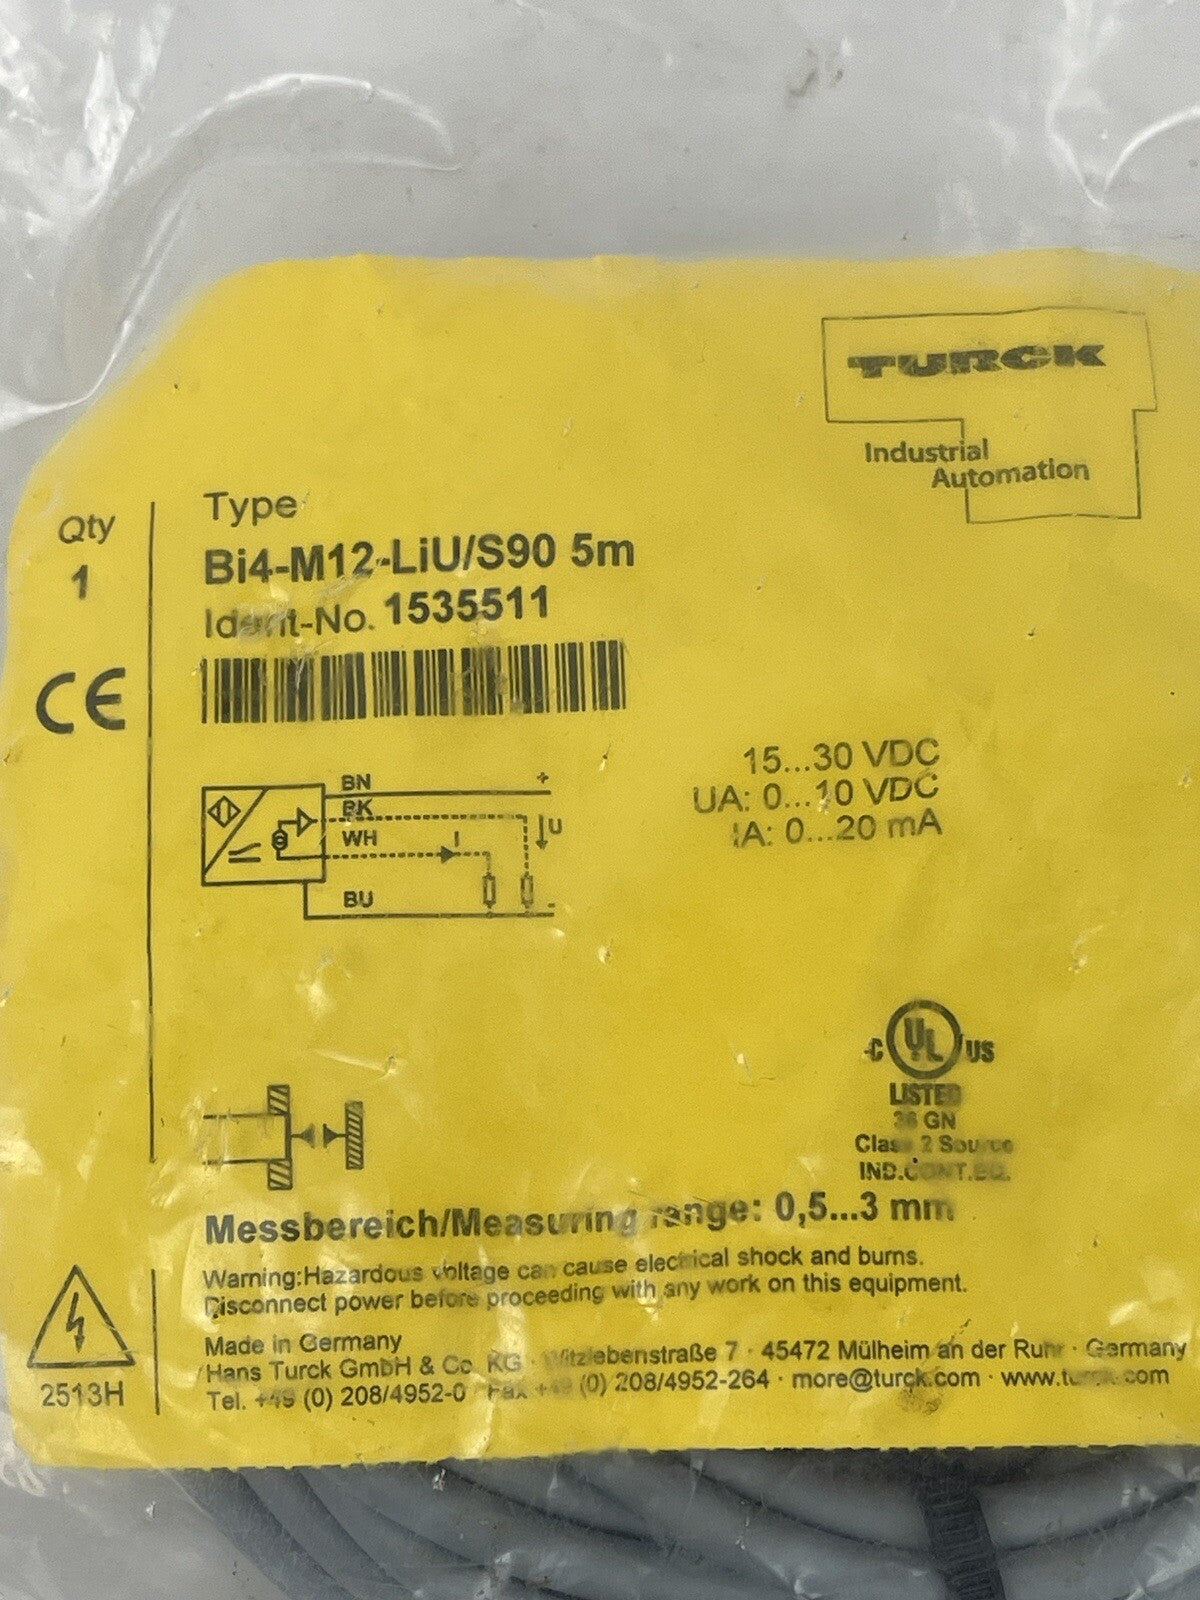 TURCK
Industrial
Automation
Qty
1
Type
Bi4-M12-LiU/S90 5m
Ident-No. 1535511
CE
15...30 VDC
UA: 0...10 VDC
IA: 0...20 mA
BN +
BK
WH I U
BU -
C UL US
LISTED
36 GN
Class 2 Source
IND.CONT.EQ.
Messbereich/Measuring range: 0,5...3 mm
Warning:Hazardous voltage can cause electrical shock and burns.
Disconnect power before proceeding with any work on this equipment.
Made in Germany
Hans Turck GmbH & Co. KG · Witzlebenstraße 7 · 45472 Mülheim an der Ruhr · Germany
Tel. +49 (0) 208/4952-0 · Fax +49 (0) 208/4952-264 · more@turck.com · www.turck.com
2513H